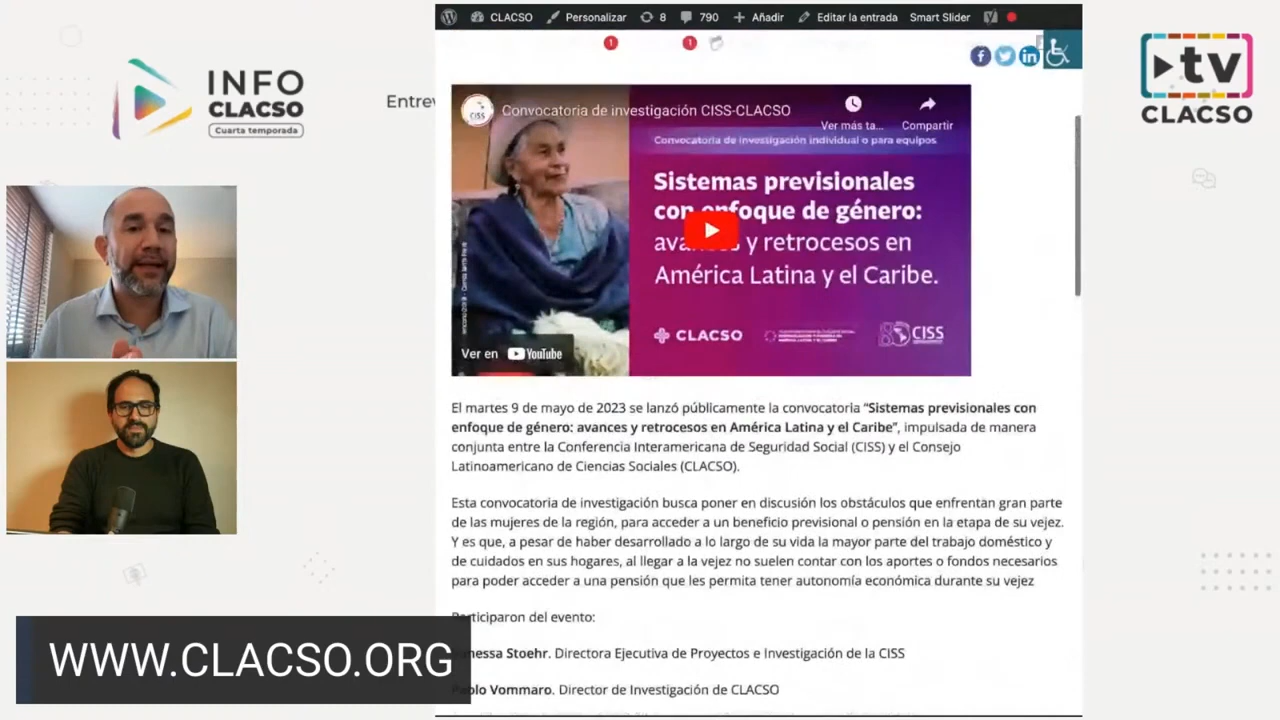 CLACSO
Personalizar
8
790
Añadir
Editar la entrada
Smart Slider
1
1
INFO
CLACSO
Cuarta temporada
Entrev
tv
CLACSO
CISS
Convocatoria de investigación CISS-CLACSO
Ver más ta...
Compartir
Convocatoria de investigación individual o para equipos
Sistemas previsionales
con enfoque de género:
avances y retrocesos en
América Latina y el Caribe.
CLACSO
CISS
Ver en YouTube
El martes 9 de mayo de 2023 se lanzó públicamente la convocatoria “Sistemas previsionales con
enfoque de género: avances y retrocesos en América Latina y el Caribe”, impulsada de manera
conjunta entre la Conferencia Interamericana de Seguridad Social (CISS) y el Consejo
Latinoamericano de Ciencias Sociales (CLACSO).
Esta convocatoria de investigación busca poner en discusión los obstáculos que enfrentan gran parte
de las mujeres de la región, para acceder a un beneficio previsional o pensión en la etapa de su vejez.
Y es que, a pesar de haber desarrollado a lo largo de su vida la mayor parte del trabajo doméstico y
de cuidados en sus hogares, al llegar a la vejez no suelen contar con los aportes o fondos necesarios
para poder acceder a una pensión que les permita tener autonomía económica durante su vejez
Participaron del evento:
nessa Stoehr. Directora Ejecutiva de Proyectos e Investigación de la CISS
Pablo Vommaro. Director de Investigación de CLACSO
WWW.CLACSO.ORG